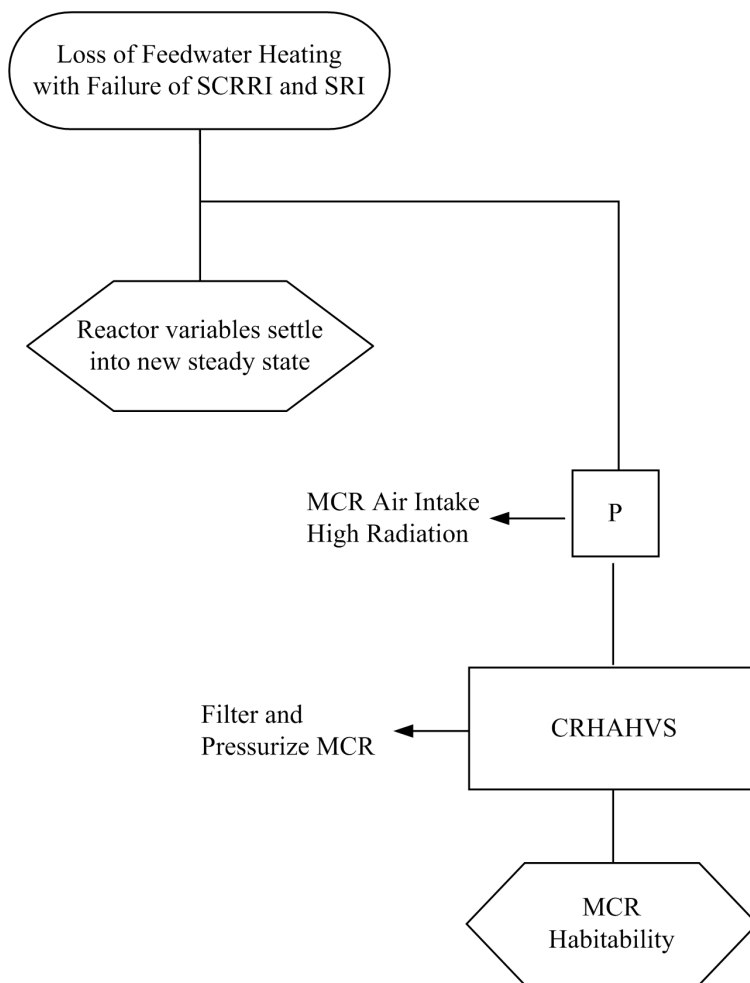 Loss of Feedwater Heating
with Failure of SCRRI and SRI
Reactor variables settle
into new steady state
MCR Air Intake
High Radiation
P
Filter and
Pressurize MCR
CRHAHVS
MCR
Habitability